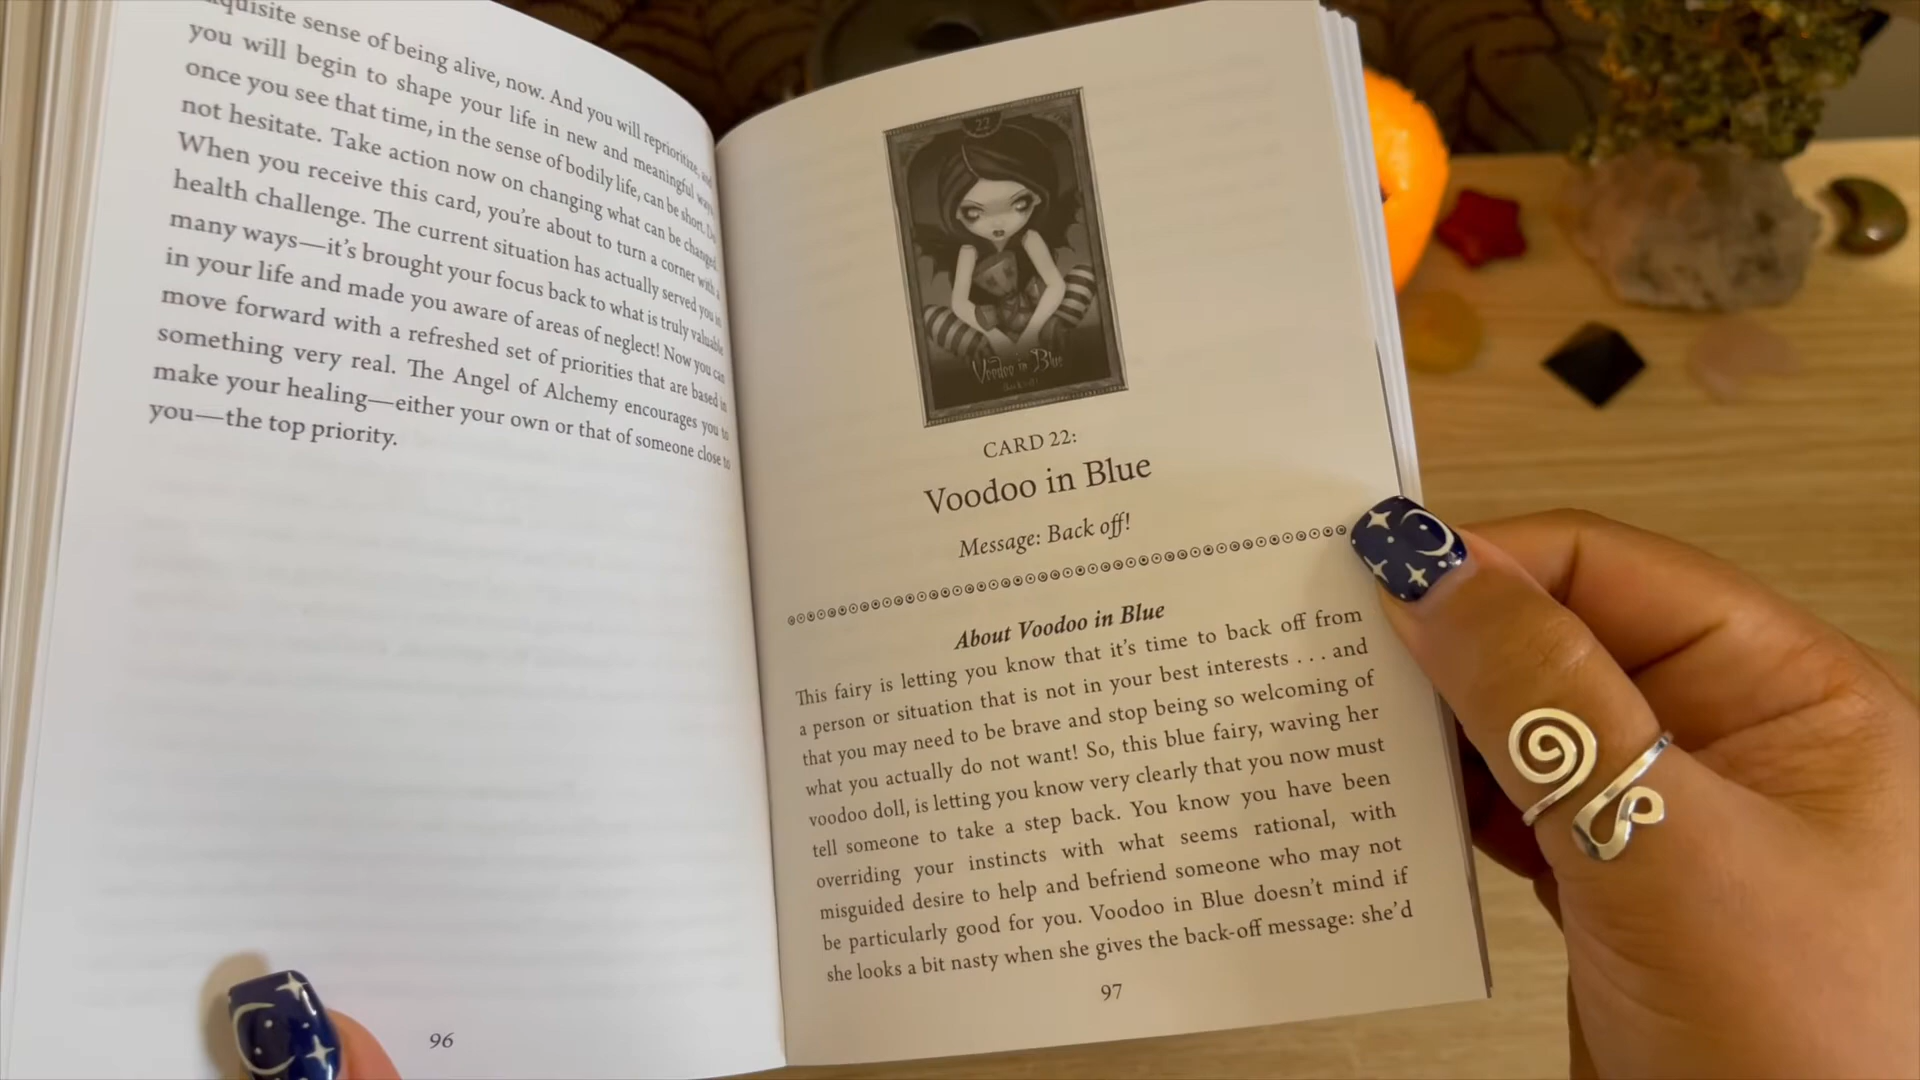 exquisite sense of being alive, now. And you will reprioritize, and
you will begin to shape your life in new and meaningful ways
once you see that time, in the sense of bodily life, can be short. Do
not hesitate. Take action now on changing what can be changed.
When you receive this card, you're about to turn a corner with a
health challenge. The current situation has actually served you in
many ways—it's brought your focus back to what is truly valuable
in your life and made you aware of areas of neglect! Now you can
move forward with a refreshed set of priorities that are based in
something very real. The Angel of Alchemy encourages you to
make your healing—either your own or that of someone close to
you—the top priority.
96
22
Voodoo in Blue
CARD 22:
Voodoo in Blue
Message: Back off!
About Voodoo in Blue
This fairy is letting you know that it's time to back off from
a person or situation that is not in your best interests . . . and
that you may need to be brave and stop being so welcoming of
what you actually do not want! So, this blue fairy, waving her
voodoo doll, is letting you know very clearly that you now must
tell someone to take a step back. You know you have been
overriding your instincts with what seems rational, with
misguided desire to help and befriend someone who may not
be particularly good for you. Voodoo in Blue doesn't mind if
she looks a bit nasty when she gives the back-off message: she'd
97